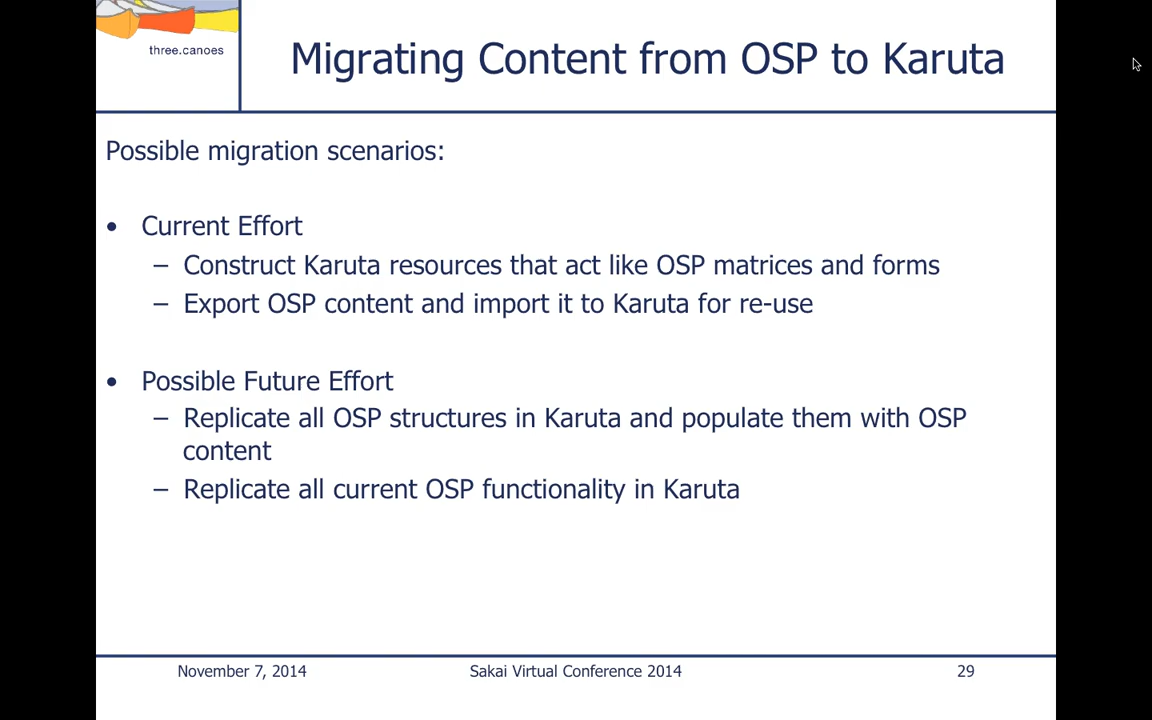 three.canoes
Migrating Content from OSP to Karuta
Possible migration scenarios:
• Current Effort
– Construct Karuta resources that act like OSP matrices and forms
– Export OSP content and import it to Karuta for re-use
• Possible Future Effort
– Replicate all OSP structures in Karuta and populate them with OSP
content
– Replicate all current OSP functionality in Karuta
November 7, 2014
Sakai Virtual Conference 2014
29